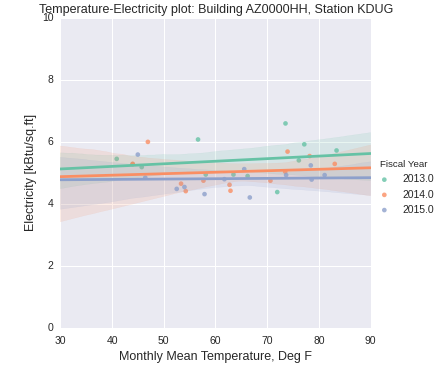 Temperature-Electricity plot: Building AZ0000HH, Station KDUG
10
8
6
4
2
0
Electricity [kBtu/sq.ft]
30 40 50 60 70 80 90
Monthly Mean Temperature, Deg F
Fiscal Year
2013.0
2014.0
2015.0